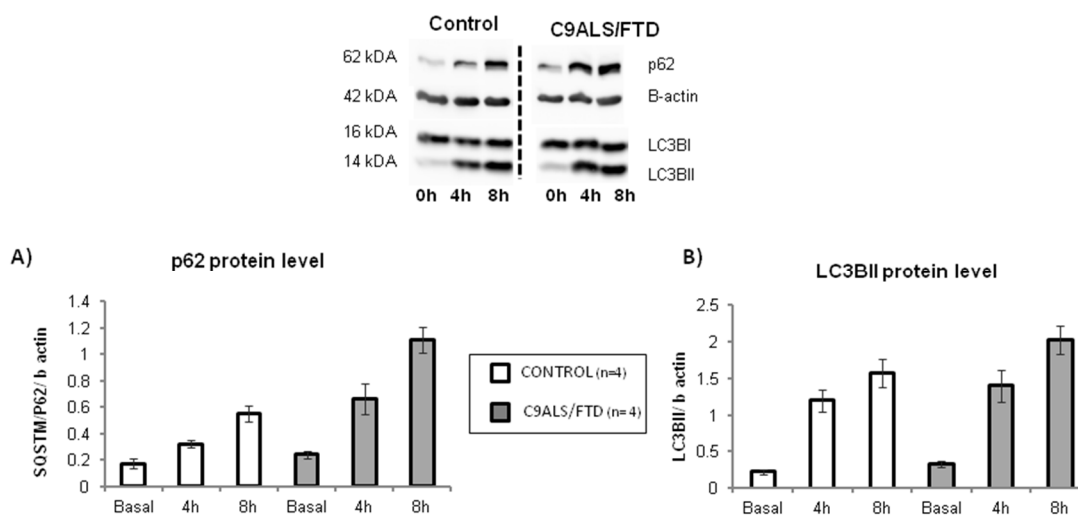 Control C9ALS/FTD
62 kDA p62
42 kDA B-actin
16 kDA LC3BI
14 kDA LC3BII
0h 4h 8h 0h 4h 8h
A)
p62 protein level
SQSTM/P62/ b actin
1.4
1.2
1
0.8
0.6
0.4
0.2
0
Basal 4h 8h Basal 4h 8h
CONTROL (n=4)
C9ALS/FTD (n= 4)
B)
LC3BII protein level
LC3BII/ b actin
2.5
2
1.5
1
0.5
0
Basal 4h 8h Basal 4h 8h